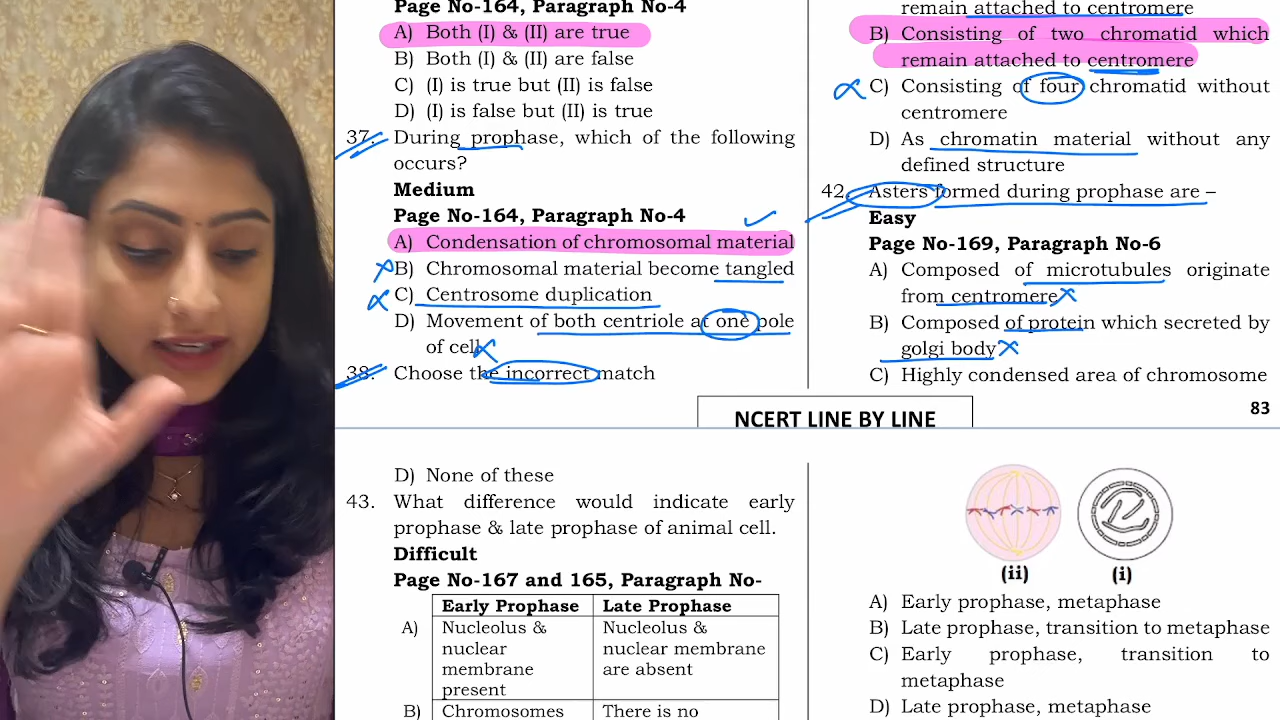 Page No-164, Paragraph No-4
A) Both (I) & (II) are true
B) Both (I) & (II) are false
C) (I) is true but (II) is false
D) (I) is false but (II) is true
37. During prophase, which of the following
occurs?
Medium
Page No-164, Paragraph No-4
A) Condensation of chromosomal material
B) Chromosomal material become tangled
C) Centrosome duplication
D) Movement of both centriole at one pole
of cell
38. Choose the incorrect match
remain attached to centromere
B) Consisting of two chromatid which
remain attached to centromere
C) Consisting of four chromatid without
centromere
D) As chromatin material without any
defined structure
42. Asters formed during prophase are –
Easy
Page No-169, Paragraph No-6
A) Composed of microtubules originate
from centromere
B) Composed of protein which secreted by
golgi body
C) Highly condensed area of chromosome
NCERT LINE BY LINE
83
D) None of these
43. What difference would indicate early
prophase & late prophase of animal cell.
Difficult
Page No-167 and 165, Paragraph No-
Early Prophase Late Prophase
A) Nucleolus & Nucleolus &
nuclear nuclear membrane
membrane are absent
present
B) Chromosomes There is no
(ii) (i)
A) Early prophase, metaphase
B) Late prophase, transition to metaphase
C) Early prophase, transition to
metaphase
D) Late prophase, metaphase